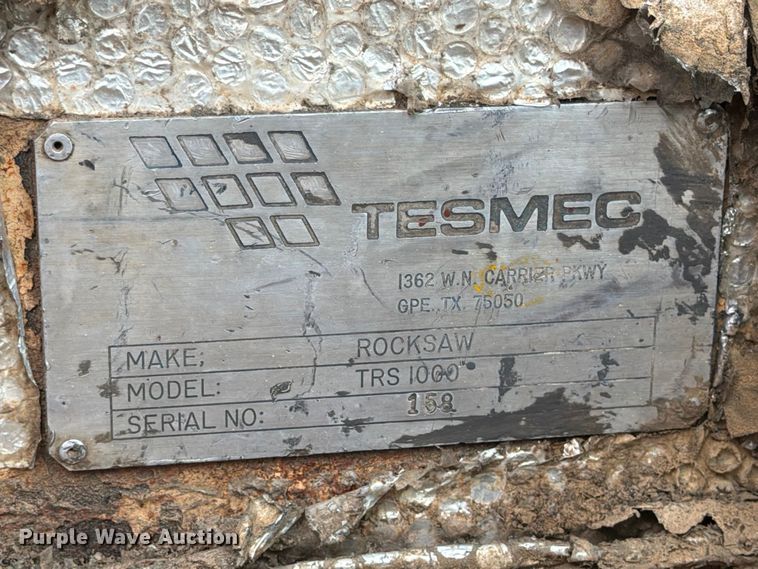 TESMEC
1362 W.N. CARRIER PKWY
GPE., TX. 75050
MAKE; ROCKSAW
MODEL: TRS 1000"
SERIAL NO: 158
Purple Wave Auction